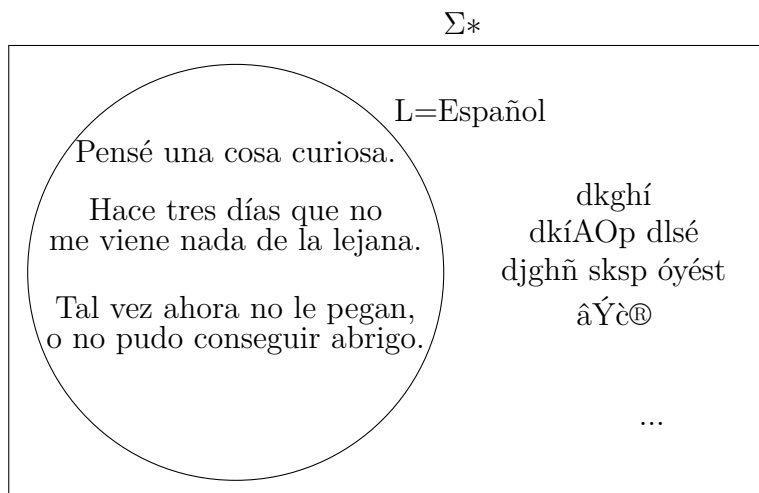 Σ*
L=Español
Pensé una cosa curiosa.
Hace tres días que no
me viene nada de la lejana.
Tal vez ahora no le pegan,
o no pudo conseguir abrigo.
dkghí
dkíAOp dlsé
djghñ sksp óyést
âÝc̀®
...